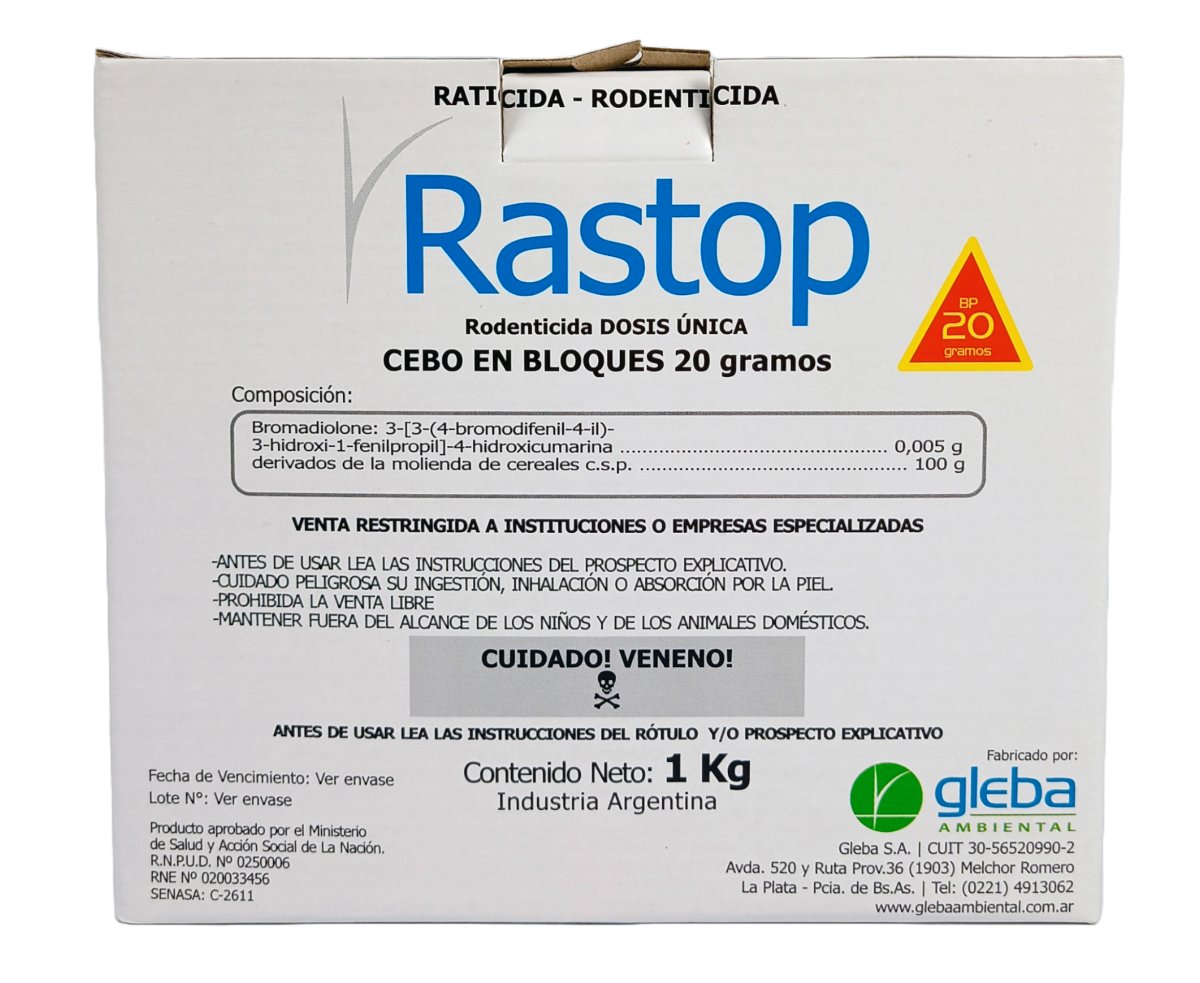 RATICIDA - RODENTICIDA
Rastop
Rodenticida DOSIS ÚNICA
CEBO EN BLOQUES 20 gramos
BP
20
gramos
Composición:
Bromadiolone: 3-[3-(4-bromodifenil-4-il)-
3-hidroxi-1-fenilpropil]-4-hidroxicumarina ................................................ 0,005 g
derivados de la molienda de cereales c.s.p. ................................................ 100 g
VENTA RESTRINGIDA A INSTITUCIONES O EMPRESAS ESPECIALIZADAS
-ANTES DE USAR LEA LAS INSTRUCCIONES DEL PROSPECTO EXPLICATIVO.
-CUIDADO PELIGROSA SU INGESTIÓN, INHALACIÓN O ABSORCIÓN POR LA PIEL.
-PROHIBIDA LA VENTA LIBRE
-MANTENER FUERA DEL ALCANCE DE LOS NIÑOS Y DE LOS ANIMALES DOMÉSTICOS.
CUIDADO! VENENO!
ANTES DE USAR LEA LAS INSTRUCCIONES DEL RÓTULO Y/O PROSPECTO EXPLICATIVO
Fecha de Vencimiento: Ver envase
Lote N°: Ver envase
Contenido Neto: 1 Kg
Industria Argentina
Producto aprobado por el Ministerio
de Salud y Acción Social de La Nación.
R.N.P.U.D. Nº 0250006
RNE Nº 020033456
SENASA: C-2611
Fabricado por:
gleba
AMBIENTAL
Gleba S.A. | CUIT 30-56520990-2
Avda. 520 y Ruta Prov.36 (1903) Melchor Romero
La Plata - Pcia. de Bs.As. | Tel: (0221) 4913062
www.glebaambiental.com.ar